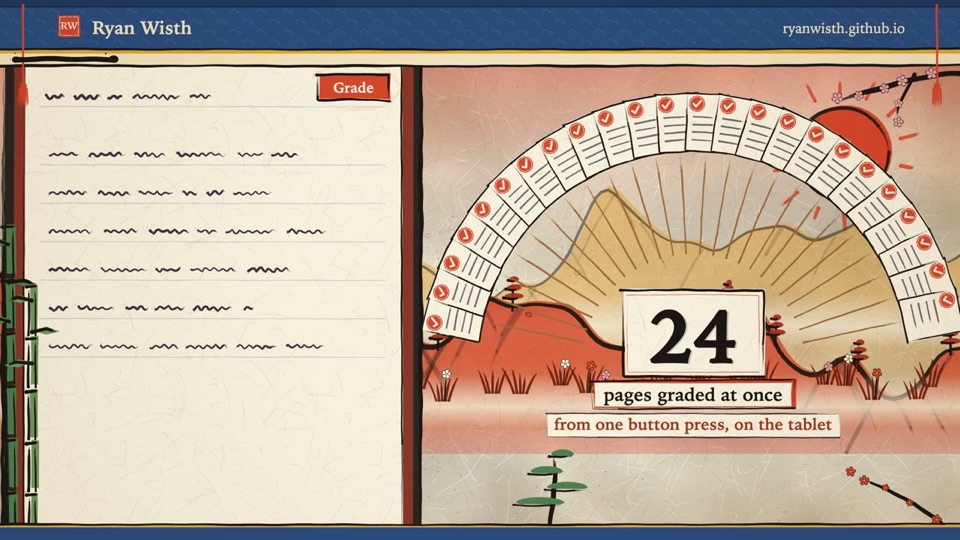 RW
Ryan Wisth
ryanwisth.github.io
Grade
24
pages graded at once
from one button press, on the tablet